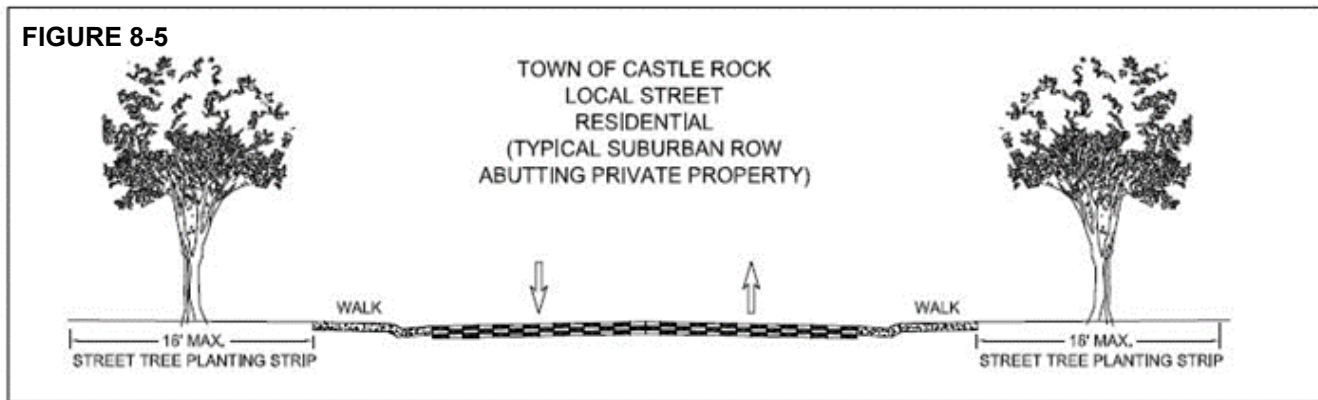 FIGURE 8-5
TOWN OF CASTLE ROCK
LOCAL STREET
RESIDENTIAL
(TYPICAL SUBURBAN ROW
ABUTTING PRIVATE PROPERTY)
WALK
WALK
16' MAX.
STREET TREE PLANTING STRIP
16' MAX.
STREET TREE PLANTING STRIP